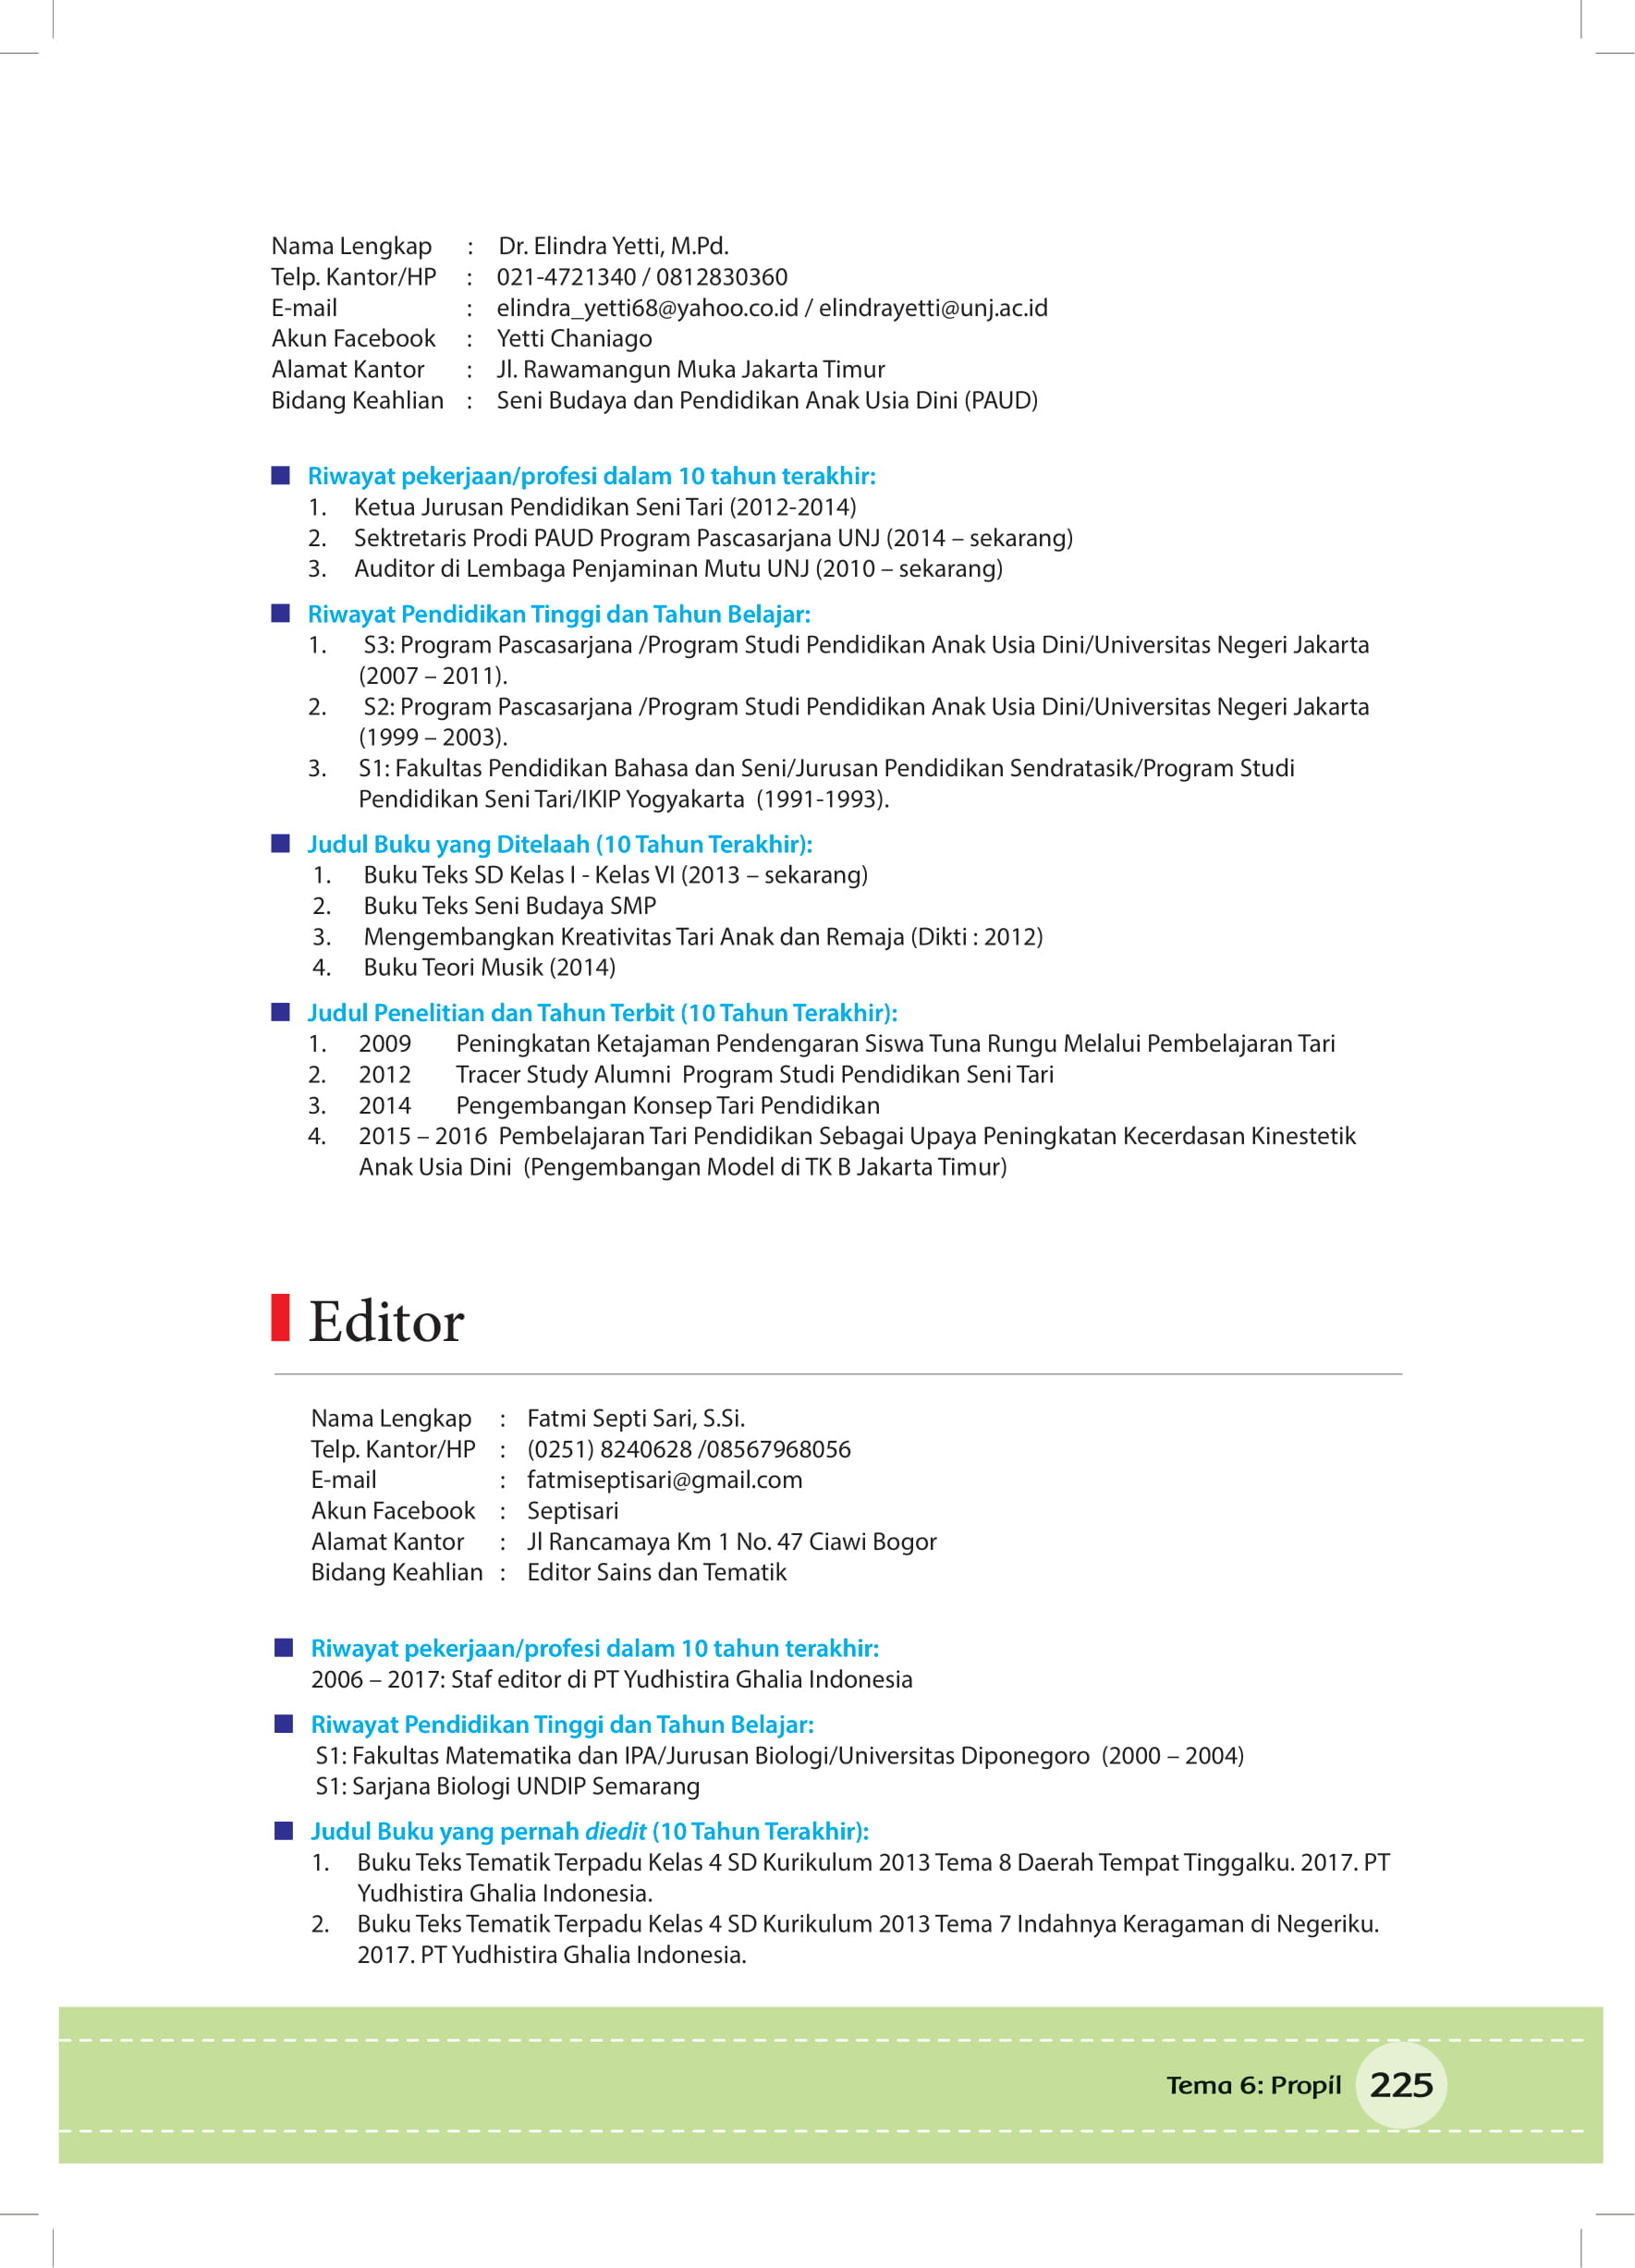 Nama Lengkap : Dr. Elindra Yetti, M.Pd.
Telp. Kantor/HP : 021-4721340 / 0812830360
E-mail : elindra_yetti68@yahoo.co.id / elindrayetti@unj.ac.id
Akun Facebook : Yetti Chaniago
Alamat Kantor : Jl. Rawamangun Muka Jakarta Timur
Bidang Keahlian : Seni Budaya dan Pendidikan Anak Usia Dini (PAUD)
Riwayat pekerjaan/profesi dalam 10 tahun terakhir:
1. Ketua Jurusan Pendidikan Seni Tari (2012-2014)
2. Sektretaris Prodi PAUD Program Pascasarjana UNJ (2014 – sekarang)
3. Auditor di Lembaga Penjaminan Mutu UNJ (2010 – sekarang)
Riwayat Pendidikan Tinggi dan Tahun Belajar:
1. S3: Program Pascasarjana /Program Studi Pendidikan Anak Usia Dini/Universitas Negeri Jakarta
(2007 – 2011).
2. S2: Program Pascasarjana /Program Studi Pendidikan Anak Usia Dini/Universitas Negeri Jakarta
(1999 – 2003).
3. S1: Fakultas Pendidikan Bahasa dan Seni/Jurusan Pendidikan Sendratasik/Program Studi
Pendidikan Seni Tari/IKIP Yogyakarta (1991-1993).
Judul Buku yang Ditelaah (10 Tahun Terakhir):
1. Buku Teks SD Kelas I - Kelas VI (2013 – sekarang)
2. Buku Teks Seni Budaya SMP
3. Mengembangkan Kreativitas Tari Anak dan Remaja (Dikti : 2012)
4. Buku Teori Musik (2014)
Judul Penelitian dan Tahun Terbit (10 Tahun Terakhir):
1. 2009 Peningkatan Ketajaman Pendengaran Siswa Tuna Rungu Melalui Pembelajaran Tari
2. 2012 Tracer Study Alumni Program Studi Pendidikan Seni Tari
3. 2014 Pengembangan Konsep Tari Pendidikan
4. 2015 – 2016 Pembelajaran Tari Pendidikan Sebagai Upaya Peningkatan Kecerdasan Kinestetik
Anak Usia Dini (Pengembangan Model di TK B Jakarta Timur)
Editor
Nama Lengkap : Fatmi Septi Sari, S.Si.
Telp. Kantor/HP : (0251) 8240628 /08567968056
E-mail : fatmiseptisari@gmail.com
Akun Facebook : Septisari
Alamat Kantor : Jl Rancamaya Km 1 No. 47 Ciawi Bogor
Bidang Keahlian : Editor Sains dan Tematik
Riwayat pekerjaan/profesi dalam 10 tahun terakhir:
2006 – 2017: Staf editor di PT Yudhistira Ghalia Indonesia
Riwayat Pendidikan Tinggi dan Tahun Belajar:
S1: Fakultas Matematika dan IPA/Jurusan Biologi/Universitas Diponegoro (2000 – 2004)
S1: Sarjana Biologi UNDIP Semarang
Judul Buku yang pernah diedit (10 Tahun Terakhir):
1. Buku Teks Tematik Terpadu Kelas 4 SD Kurikulum 2013 Tema 8 Daerah Tempat Tinggalku. 2017. PT
Yudhistira Ghalia Indonesia.
2. Buku Teks Tematik Terpadu Kelas 4 SD Kurikulum 2013 Tema 7 Indahnya Keragaman di Negeriku.
2017. PT Yudhistira Ghalia Indonesia.
Tema 6: Propil 225